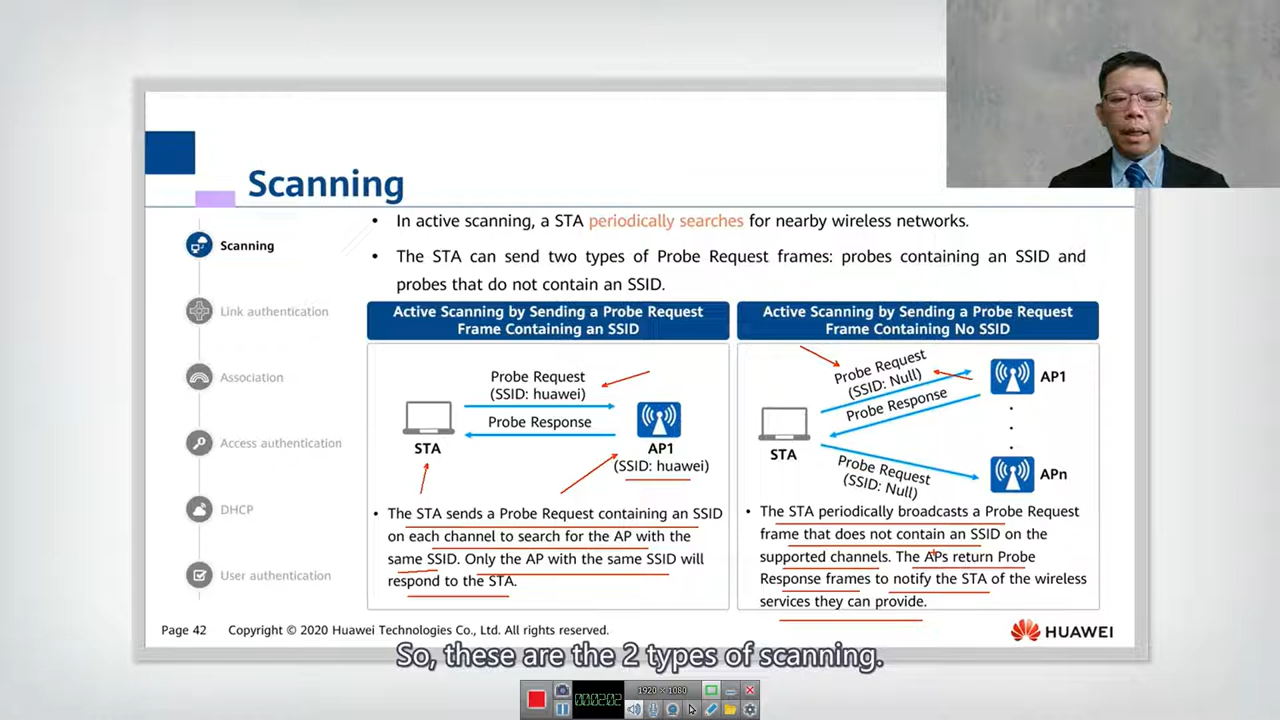 Scanning
Scanning
Link authentication
Association
Access authentication
DHCP
User authentication
• In active scanning, a STA periodically searches for nearby wireless networks.
• The STA can send two types of Probe Request frames: probes containing an SSID and
probes that do not contain an SSID.
Active Scanning by Sending a Probe Request
Frame Containing an SSID
Probe Request
(SSID: huawei)
Probe Response
STA
AP1
(SSID: huawei)
• The STA sends a Probe Request containing an SSID
on each channel to search for the AP with the
same SSID. Only the AP with the same SSID will
respond to the STA.
Active Scanning by Sending a Probe Request
Frame Containing No SSID
Probe Request
(SSID: Null)
Probe Response
AP1
STA
Probe Request
(SSID: Null)
APn
• The STA periodically broadcasts a Probe Request
frame that does not contain an SSID on the
supported channels. The APs return Probe
Response frames to notify the STA of the wireless
services they can provide.
Page 42
Copyright © 2020 Huawei Technologies Co., Ltd. All rights reserved.
HUAWEI
So, these are the 2 types of scanning.
1920 × 1080
000:02:02